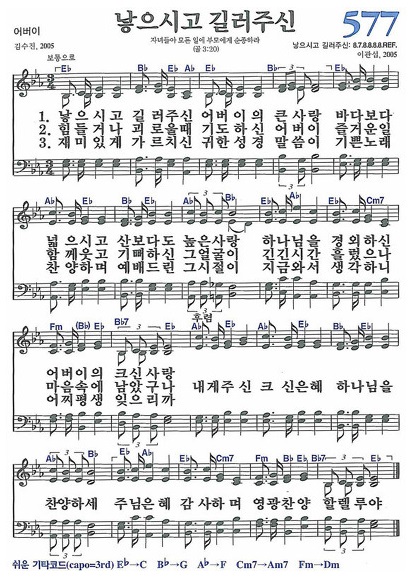 낳으시고 길러주신
577
어버이
자녀들아 모든 일에 부모에게 순종하라
(골 3:20)
김수진, 2005
낳으시고 길러주신: 8.7.8.8.8.8.REF.
이관섭, 2005
보통으로
E♭ B♭ E♭ A♭ E♭ B♭
1. 낳으시고 길러주신 어버이의 큰사랑 바다보다
2. 힘들거나 괴로울때 기도하신 어버이 즐거운일
3. 재미있게 가르치신 귀한성경 말씀이 기쁜노래
A♭ E♭ B♭ E♭ B♭ E♭ Cm7
넓으시고 산보다도 높은사랑 하나님을 경외하신
함께웃고 기뻐하신 그얼굴이 긴긴시간 흘렀으나
찬양하며 예배드린 그시절이 지금와서 생각하니
후렴
Fm (B♭) E♭ B♭7 E♭ A♭ E♭
어버이의 크신사랑
마음속에 남았구나 내게주신 크신은혜 하나님을
어찌평생 잊으리까
B♭ E♭ A♭ E♭ Cm7 Fm B♭7 E♭
찬양하세 주님은혜 감사하며 영광찬양 할렐루야
쉬운 기타코드(capo=3rd) E♭→C B♭→G A♭→F Cm7→Am7 Fm→Dm